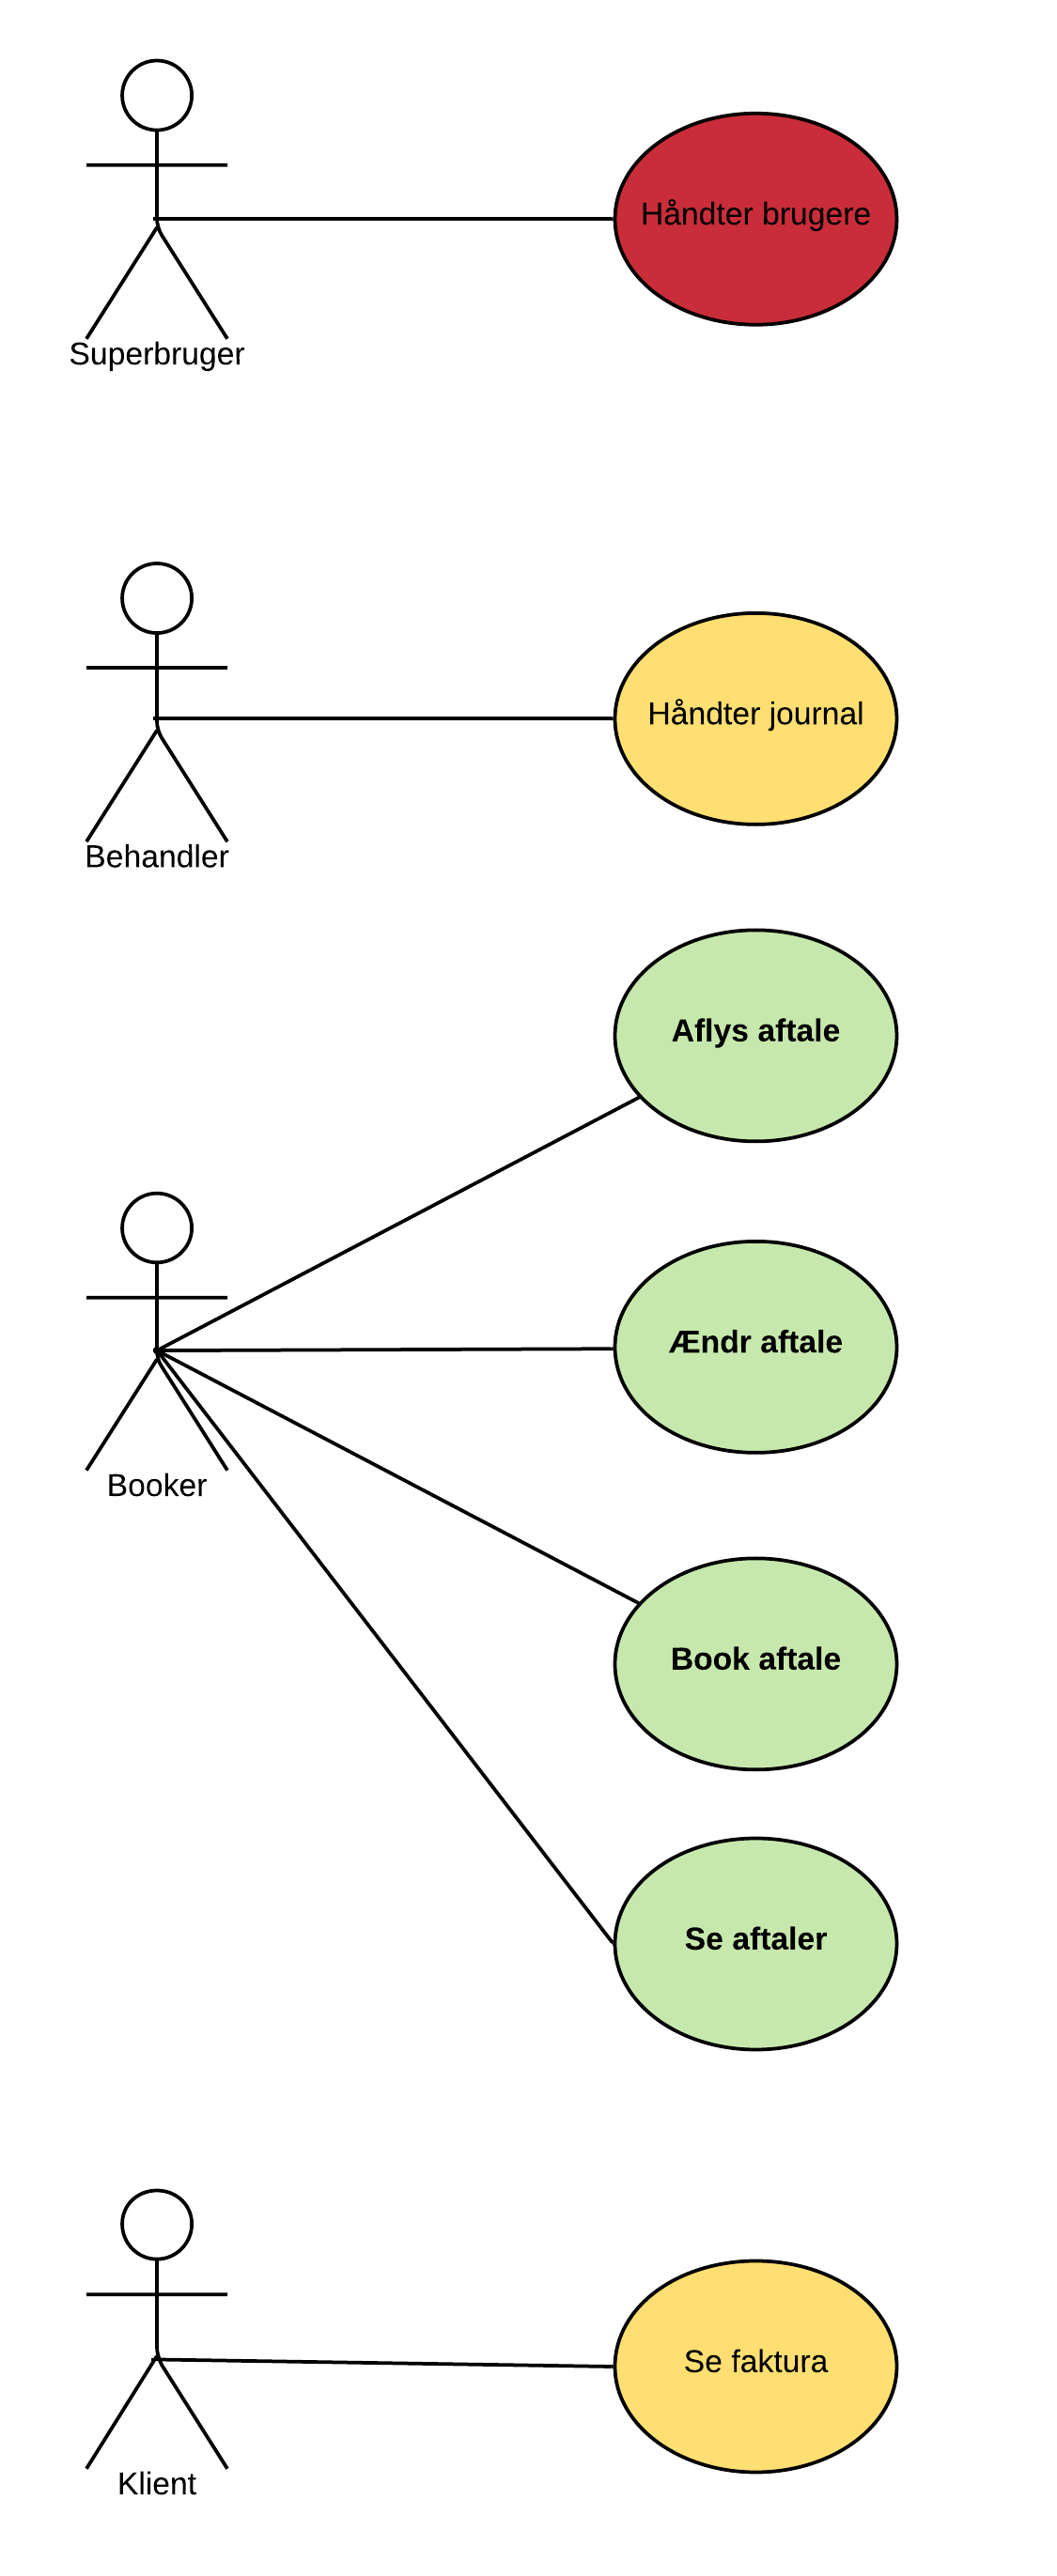 Håndter brugere
Superbruger
Håndter journal
Behandler
Aflys aftale
Ændr aftale
Booker
Book aftale
Se aftaler
Se faktura
Klient